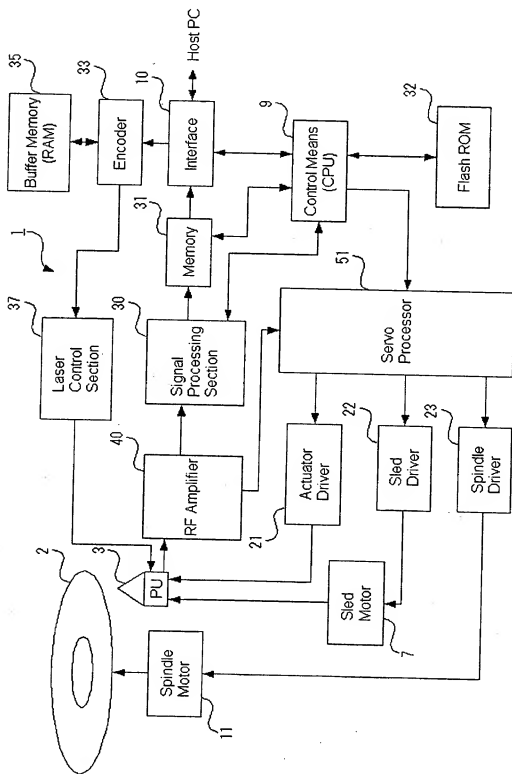 1
2
3
PU
37
Laser
Control
Section
35
Buffer Memory
(RAM)
33
Encoder
10
Interface
Host PC
31
Memory
30
Signal
Processing
Section
40
RF Amplifier
9
Control Means
(CPU)
32
Flash ROM
51
Servo
Processor
21
Actuator
Driver
22
Sled
Driver
23
Spindle Driver
Sled
Motor
7
Spindle
Motor
11